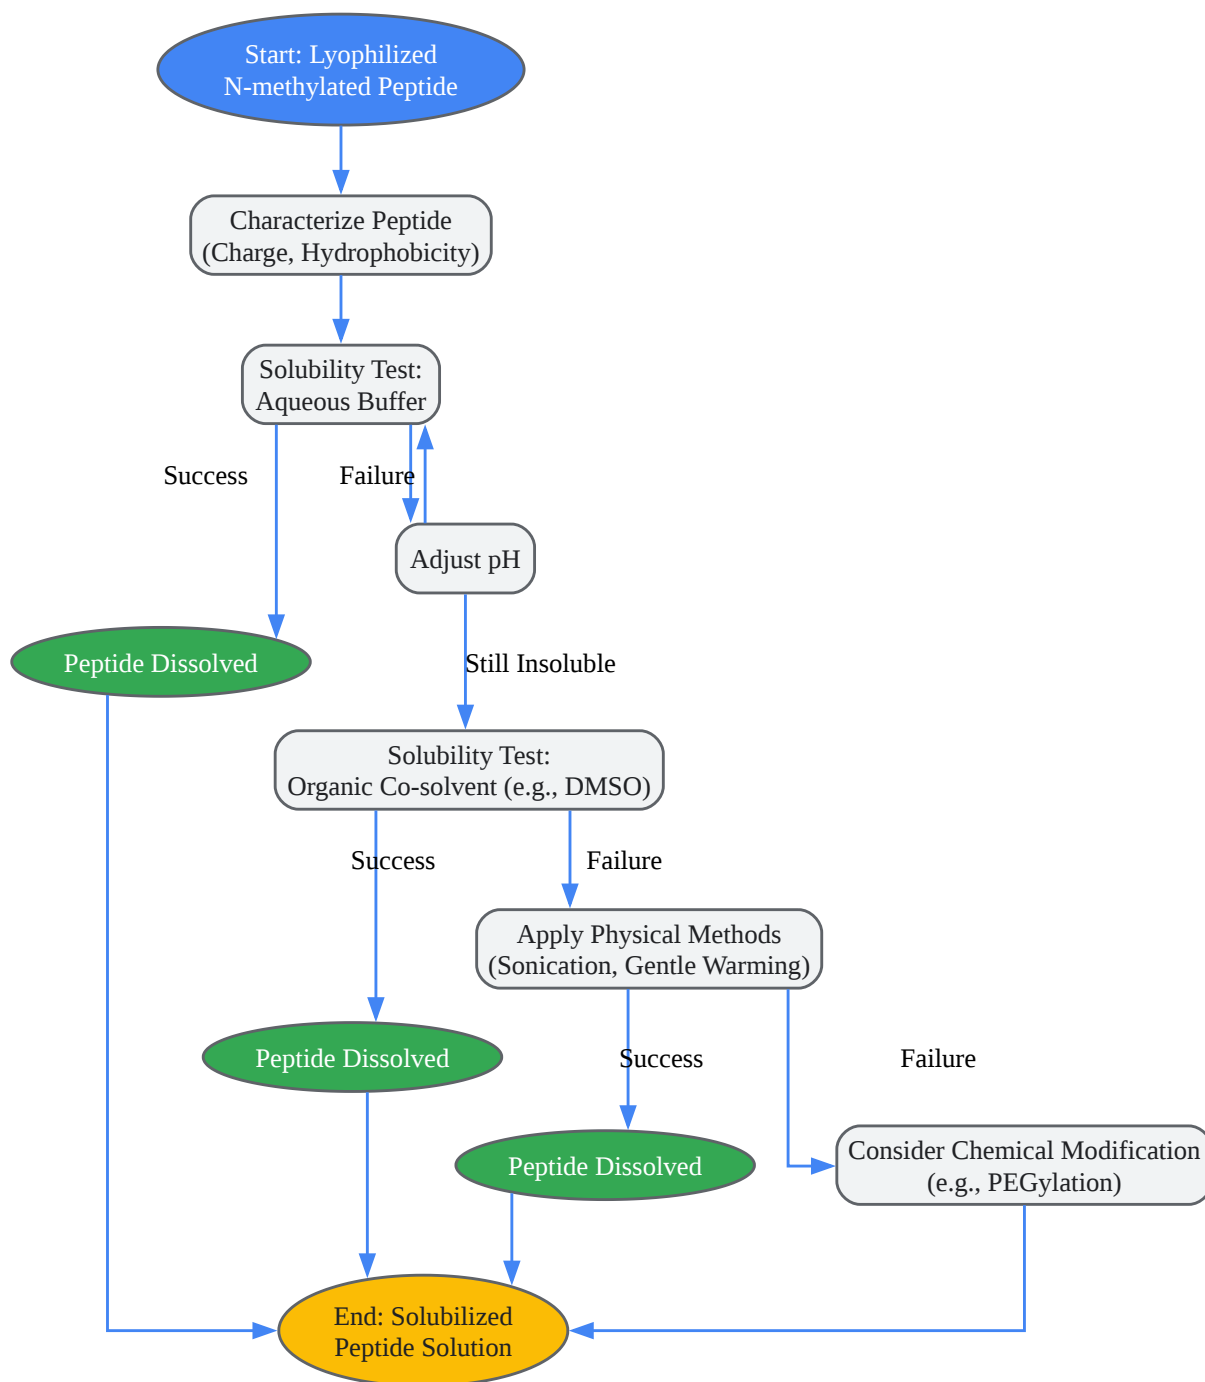 Start: Lyophilized
N-methylated Peptide
Characterize Peptide
(Charge, Hydrophobicity)
Solubility Test:
Aqueous Buffer
Success
Failure
Adjust pH
Peptide Dissolved
Still Insoluble
Solubility Test:
Organic Co-solvent (e.g., DMSO)
Success
Failure
Apply Physical Methods
(Sonication, Gentle Warming)
Peptide Dissolved
Success
Failure
Peptide Dissolved
Consider Chemical Modification
(e.g., PEGylation)
End: Solubilized
Peptide Solution